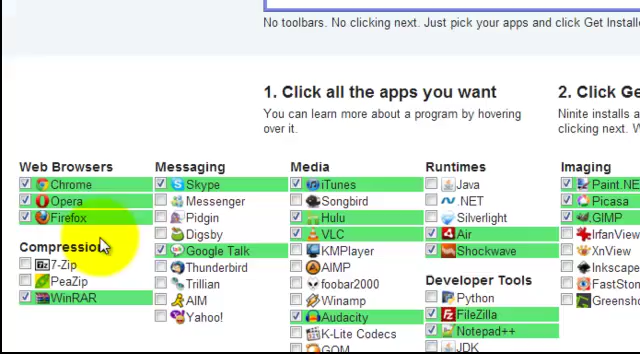 No toolbars. No clicking next. Just pick your apps and click Get Installe
1. Click all the apps you want
You can learn more about a program by hovering
over it.
2. Click Ge
Ninite installs a
clicking next. W
Web Browsers
Chrome
Opera
Firefox
Compression
7-Zip
PeaZip
WinRAR
Messaging
Skype
Messenger
Pidgin
Digsby
Google Talk
Thunderbird
Trillian
AIM
Yahoo!
Media
iTunes
Songbird
Hulu
VLC
KMPlayer
AIMP
foobar2000
Winamp
Audacity
K-Lite Codecs
GOM
Runtimes
Java
.NET
Silverlight
Air
Shockwave
Developer Tools
Python
FileZilla
Notepad++
JDK
Imaging
Paint.NE
Picasa
GIMP
IrfanView
XnView
Inkscape
FastSton
Greensho